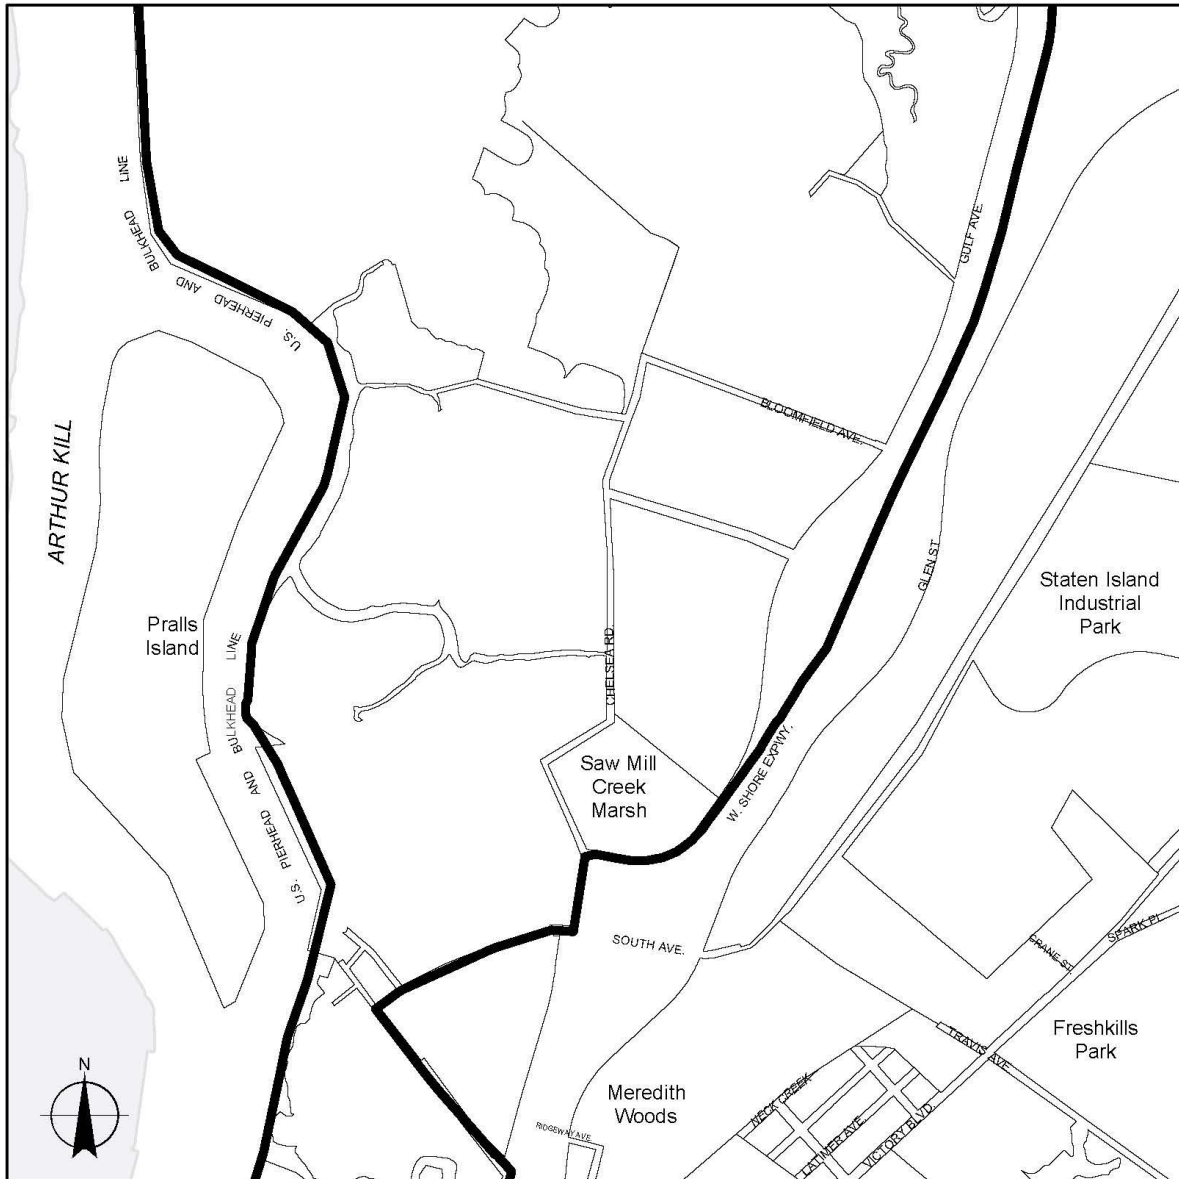 U.S. PIERHEAD AND BULKHEAD LINE
GULF AVE.
BLOOMFIELD AVE.
ARTHUR KILL
GLEN ST.
Staten Island
Industrial
Park
Pralls
Island
U.S. PIERHEAD AND BULKHEAD LINE
CHELSEA RD.
Saw Mill
Creek
Marsh
W. SHORE EXPWY.
SOUTH AVE.
SPARK PL.
CRANE ST.
Freshkills
Park
TRAVIS AVE.
N
Meredith
Woods
NECK CREEK
RIDGEWAY AVE.
LATIMER AVE.
VICTORY BLVD.